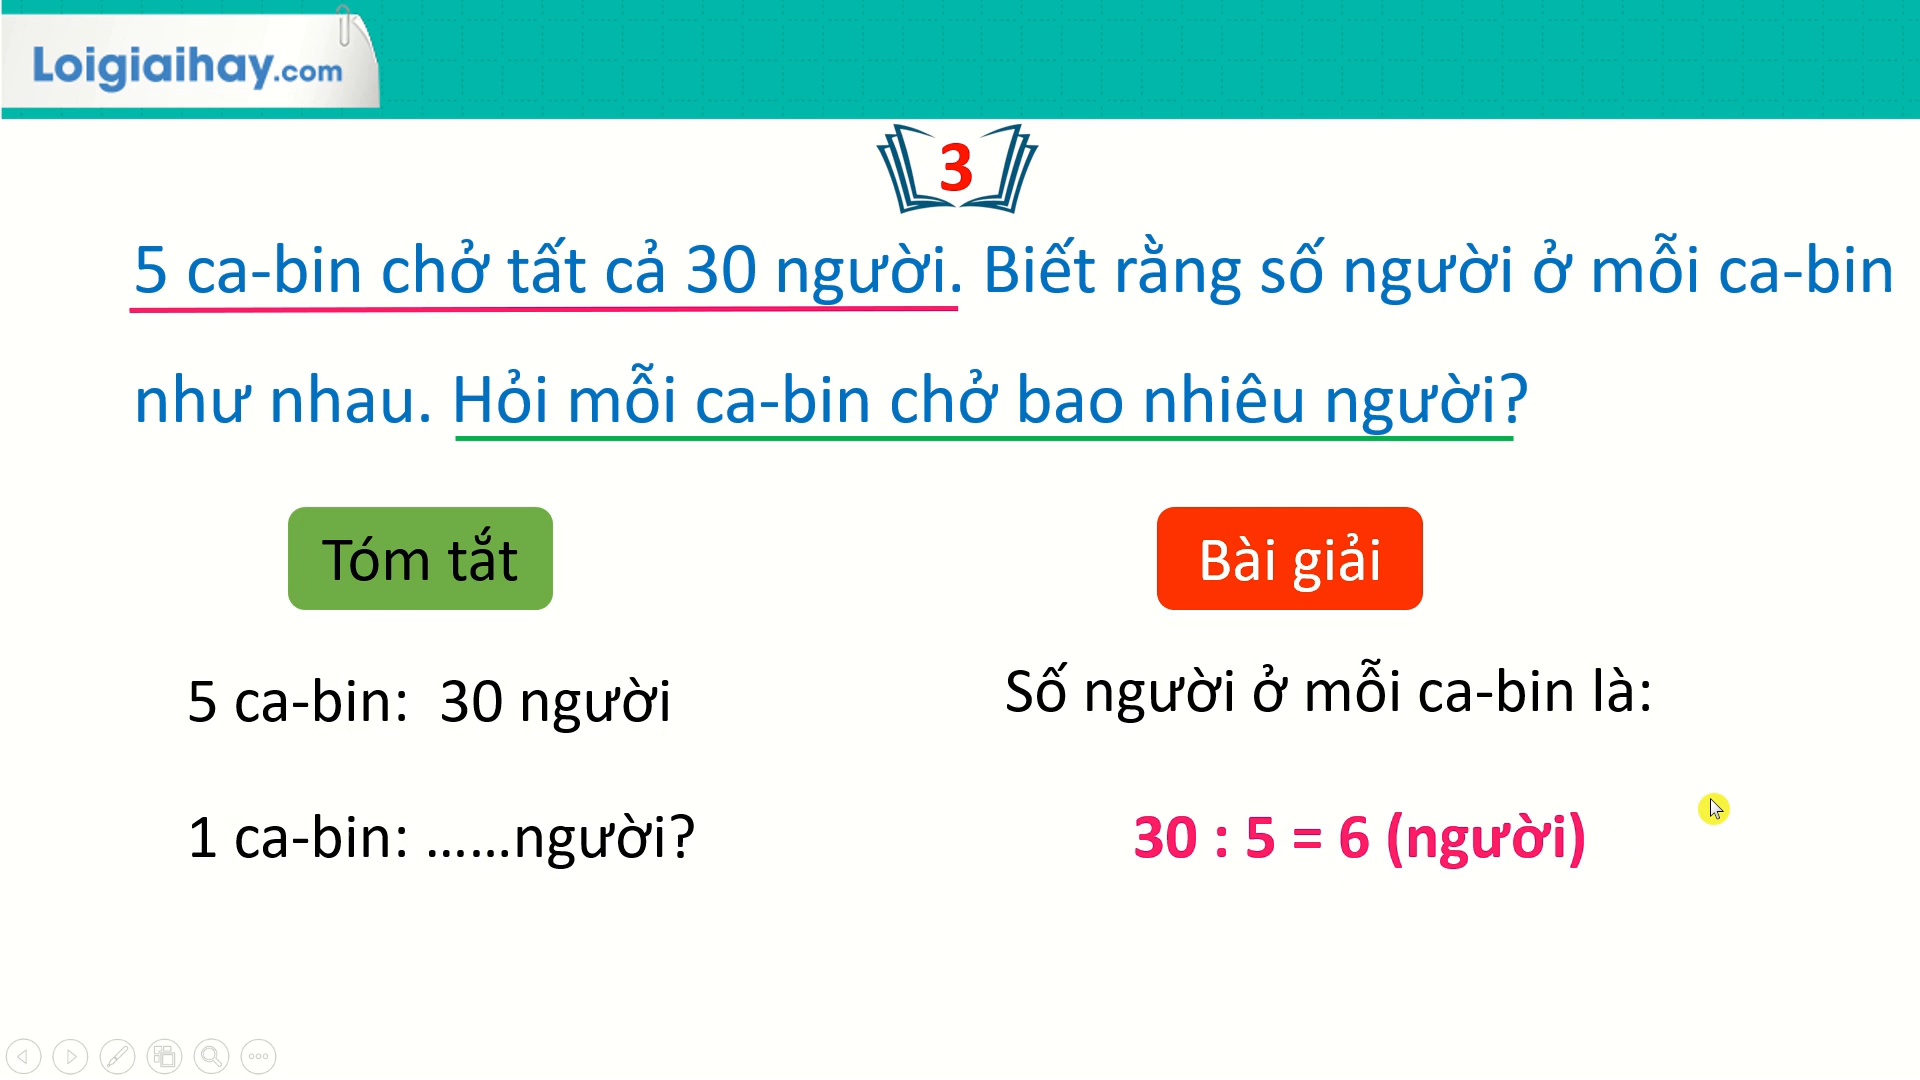 Loigiaihay.com
3
5 ca-bin chở tất cả 30 người. Biết rằng số người ở mỗi ca-bin
như nhau. Hỏi mỗi ca-bin chở bao nhiêu người?
Tóm tắt
5 ca-bin: 30 người
1 ca-bin: ......người?
Bài giải
Số người ở mỗi ca-bin là:
30 : 5 = 6 (người)